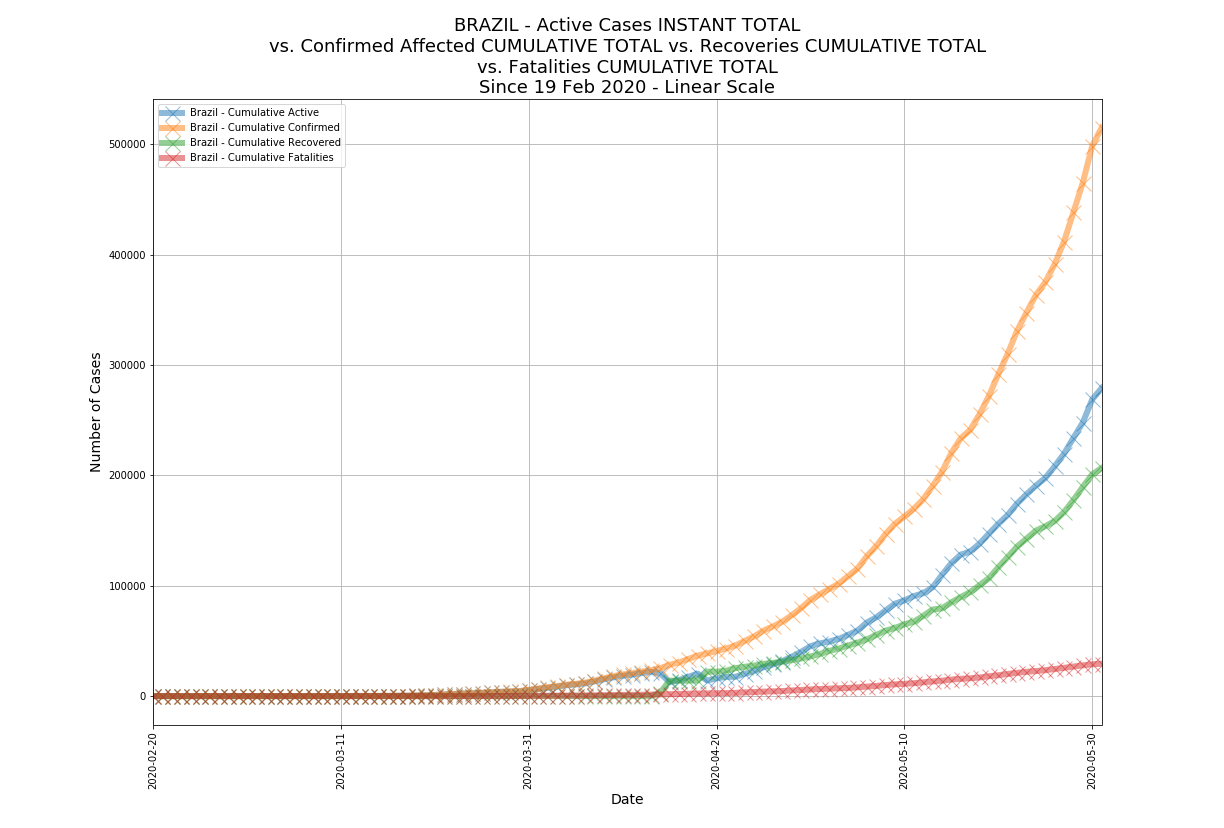 BRAZIL - Active Cases INSTANT TOTAL
vs. Confirmed Affected CUMULATIVE TOTAL vs. Recoveries CUMULATIVE TOTAL
vs. Fatalities CUMULATIVE TOTAL
Since 19 Feb 2020 - Linear Scale
Brazil - Cumulative Active
Brazil - Cumulative Confirmed
Brazil - Cumulative Recovered
Brazil - Cumulative Fatalities
Number of Cases
500000
400000
300000
200000
100000
0
2020-02-20
2020-03-11
2020-03-31
2020-04-20
2020-05-10
2020-05-30
Date